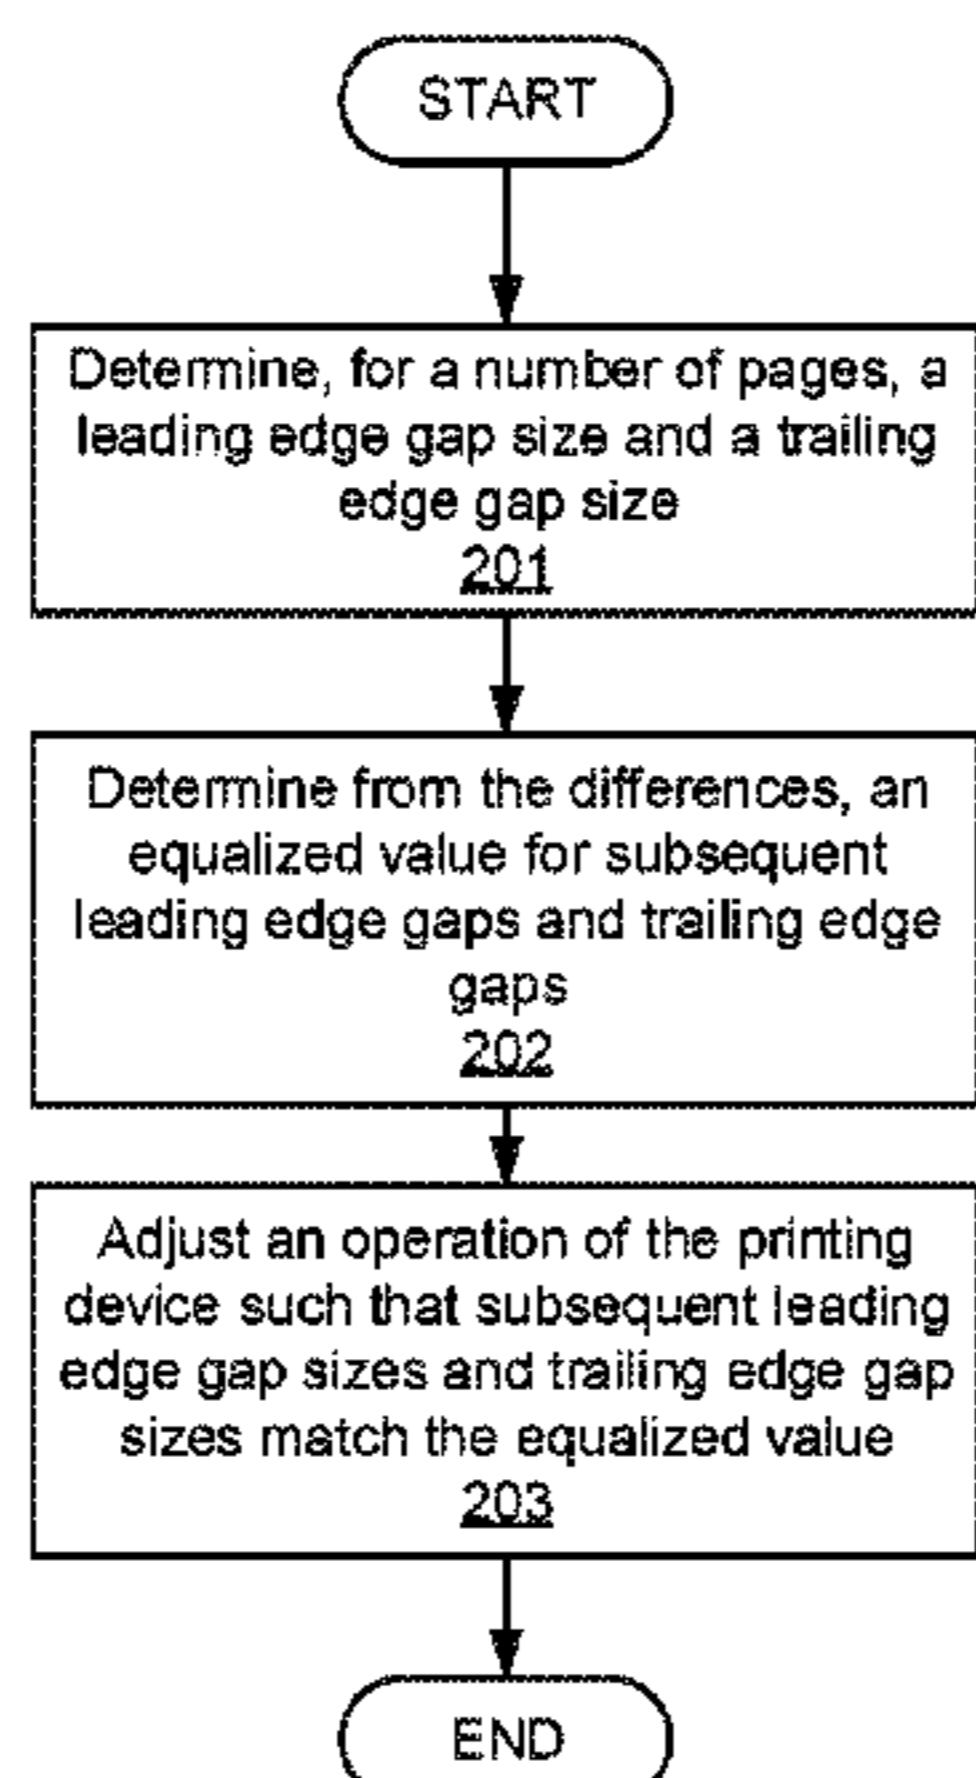 START
Determine, for a number of pages, a
leading edge gap size and a trailing
edge gap size
201
Determine from the differences, an
equalized value for subsequent
leading edge gaps and trailing edge
gaps
202
Adjust an operation of the printing
device such that subsequent leading
edge gap sizes and trailing edge gap
sizes match the equalized value
203
END